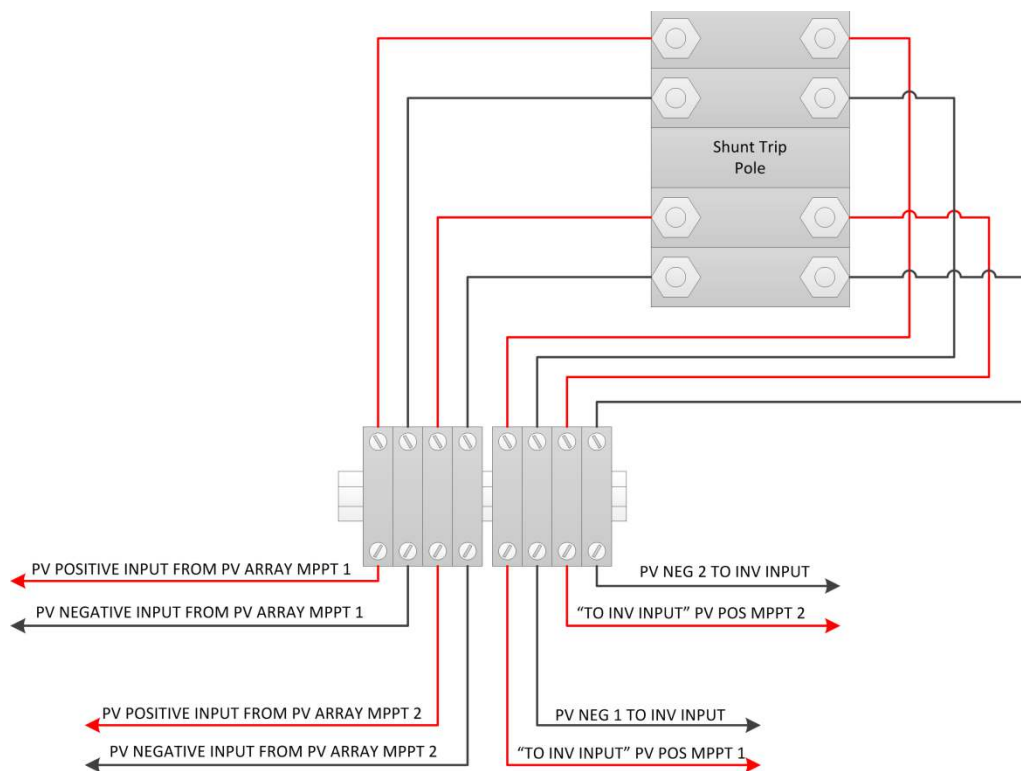 Shunt Trip
Pole
PV POSITIVE INPUT FROM PV ARRAY MPPT 1
PV NEG 2 TO INV INPUT
PV NEGATIVE INPUT FROM PV ARRAY MPPT 1
“TO INV INPUT” PV POS MPPT 2
PV POSITIVE INPUT FROM PV ARRAY MPPT 2
PV NEG 1 TO INV INPUT
PV NEGATIVE INPUT FROM PV ARRAY MPPT 2
“TO INV INPUT” PV POS MPPT 1